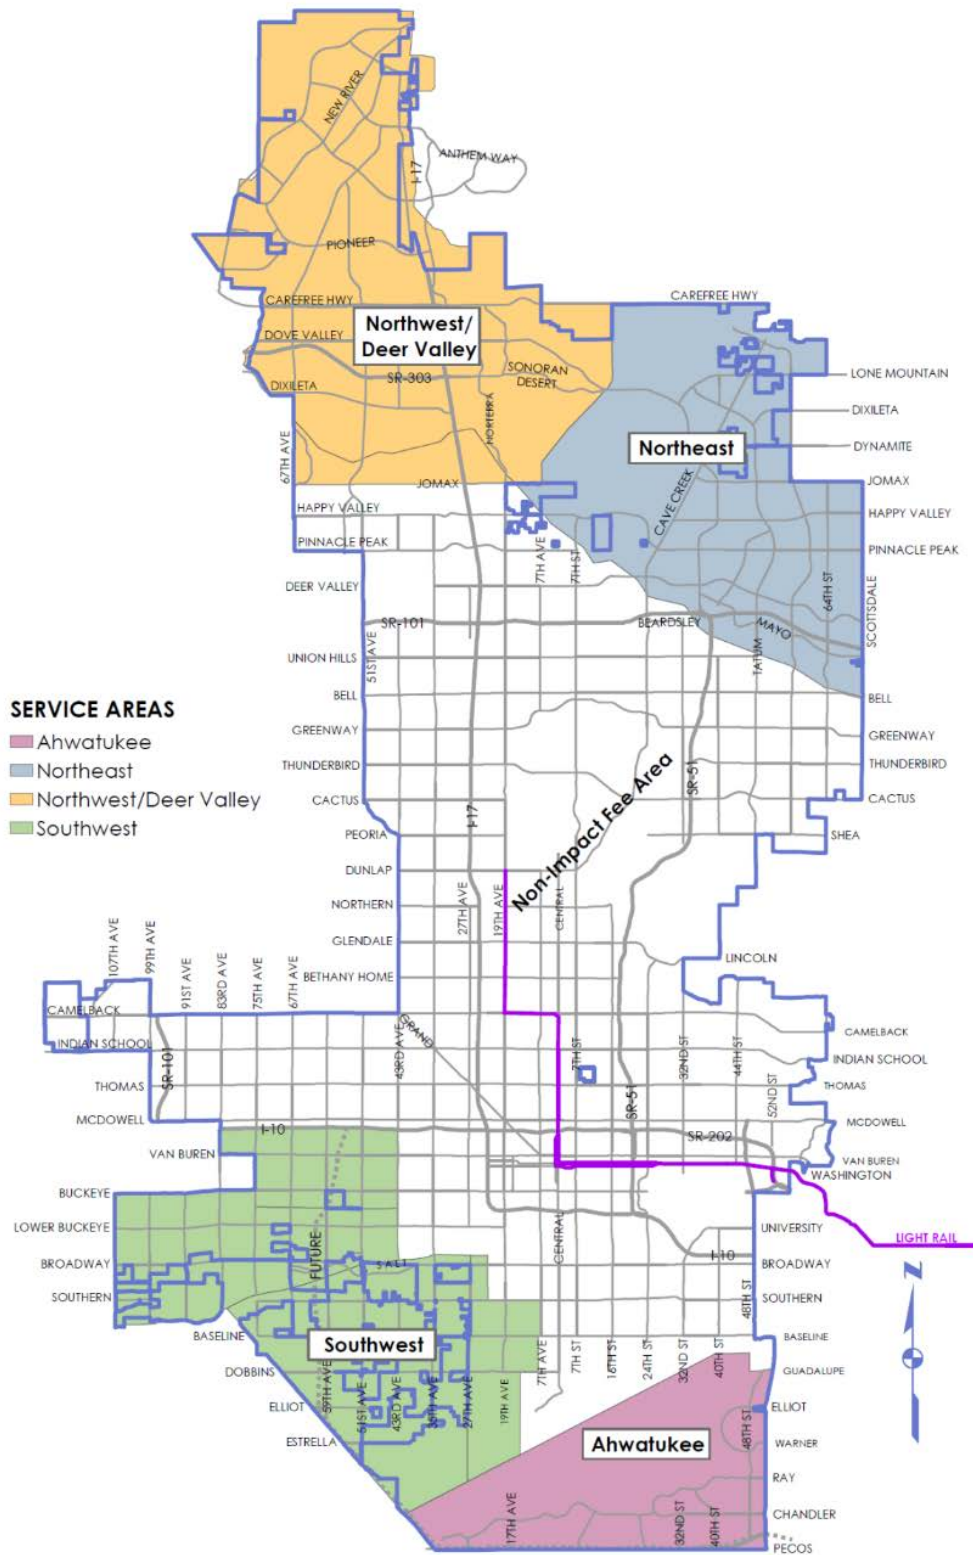 NEW RIVER
ANTHEM WAY
I-17
PIONEER
CAREFREE HWY
CAREFREE HWY
DOVE VALLEY
Northwest/
Deer Valley
SR-303
SONORAN
DESERT
DIXILETA
NORTERRA
LONE MOUNTAIN
DIXILETA
DYNAMITE
Northeast
67TH AVE
JOMAX
JOMAX
CAVE CREEK
HAPPY VALLEY
HAPPY VALLEY
PINNACLE PEAK
PINNACLE PEAK
7TH AVE
7TH ST
DEER VALLEY
64TH ST
SCOTTSDALE
SR-101
BEARDSLEY
MAYO
51ST AVE
UNION HILLS
TATUM
BELL
BELL
SERVICE AREAS
Ahwatukee
Northeast
Northwest/Deer Valley
Southwest
GREENWAY
GREENWAY
THUNDERBIRD
THUNDERBIRD
CACTUS
CACTUS
Non-Impact Fee Area
SR-51
I-17
PEORIA
SHEA
DUNLAP
27TH AVE
19TH AVE
CENTRAL
NORTHERN
GLENDALE
LINCOLN
BETHANY HOME
107TH AVE
99TH AVE
91ST AVE
83RD AVE
75TH AVE
67TH AVE
CAMELBACK
GRAND
CAMELBACK
INDIAN SCHOOL
INDIAN SCHOOL
SR-101
43RD AVE
7TH ST
32ND ST
44TH ST
THOMAS
THOMAS
SR-51
52ND ST
MCDOWELL
MCDOWELL
I-10
SR-202
VAN BUREN
VAN BUREN
WASHINGTON
BUCKEYE
LOWER BUCKEYE
UNIVERSITY
CENTRAL
LIGHT RAIL
FUTURE
I-10
BROADWAY
SALT
BROADWAY
SOUTHERN
SOUTHERN
48TH ST
BASELINE
Southwest
BASELINE
7TH AVE
7TH ST
16TH ST
24TH ST
32ND ST
40TH ST
DOBBINS
GUADALUPE
59TH AVE
51ST AVE
43RD AVE
35TH AVE
27TH AVE
19TH AVE
ELLIOT
ELLIOT
48TH ST
ESTRELLA
Ahwatukee
WARNER
RAY
17TH AVE
32ND ST
40TH ST
CHANDLER
PECOS
N